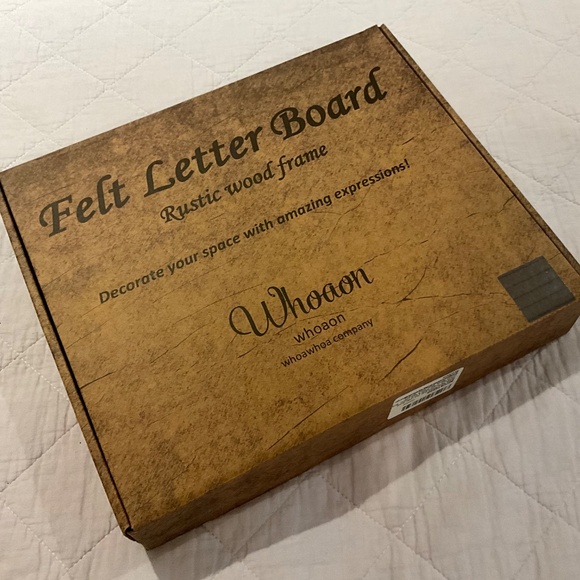 Felt Letter Board
Rustic wood frame
Decorate your space with amazing expressions!
Whoaon
whoaon
whoawhoa company